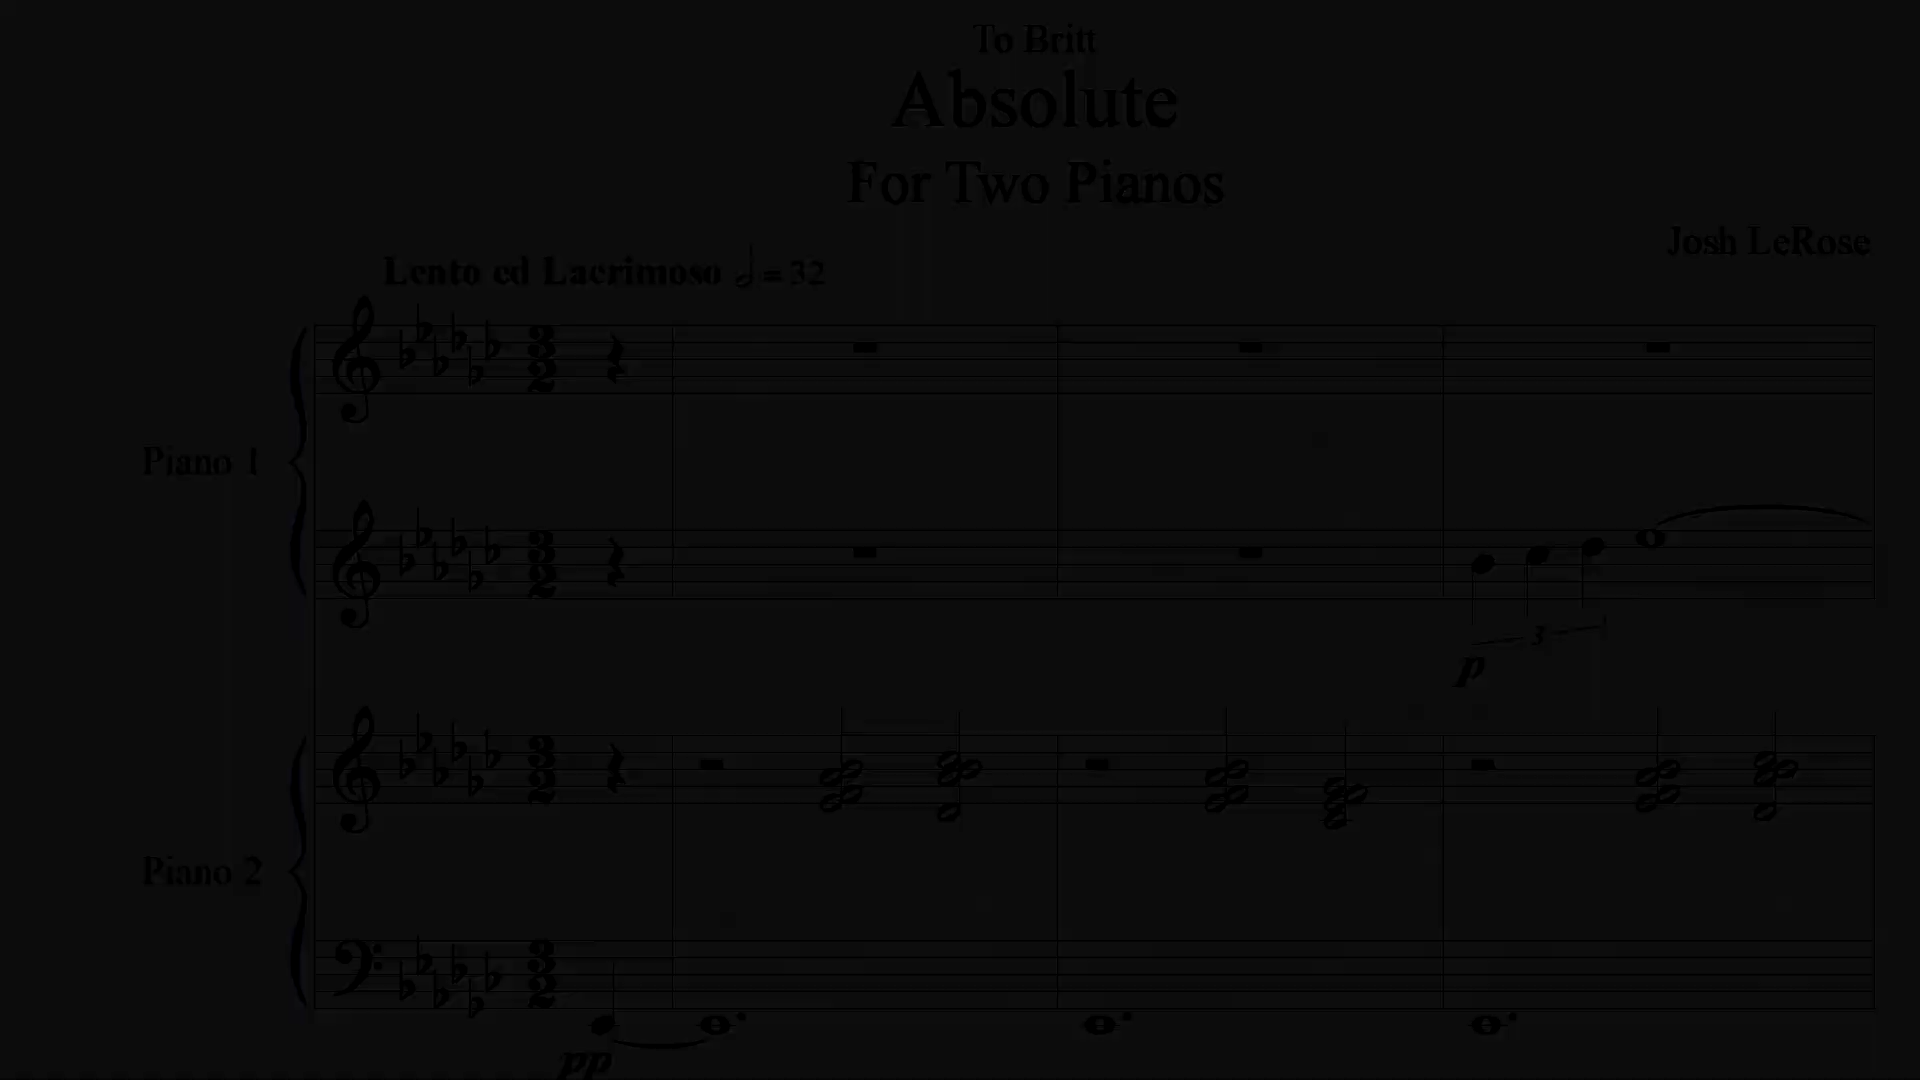 To Britt
Absolute
For Two Pianos
Josh LeRose
Lento ed Lacrimoso 𝅗𝅥 = 32
Piano 1
3
p
Piano 2
pp